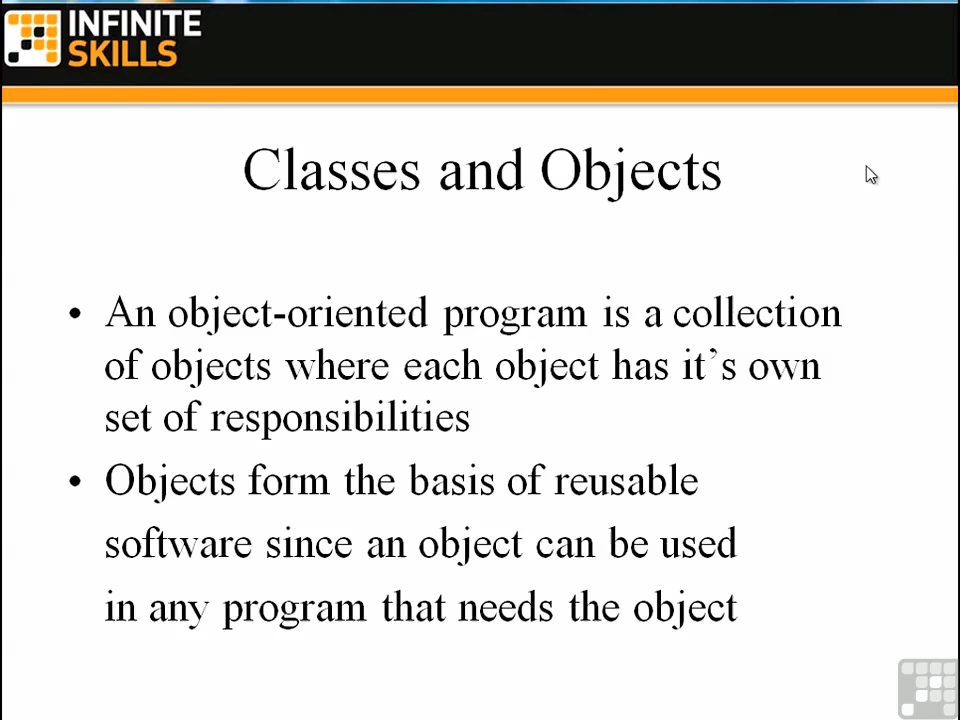 INFINITE
SKILLS
Classes and Objects
• An object-oriented program is a collection
of objects where each object has it’s own
set of responsibilities
• Objects form the basis of reusable
software since an object can be used
in any program that needs the object